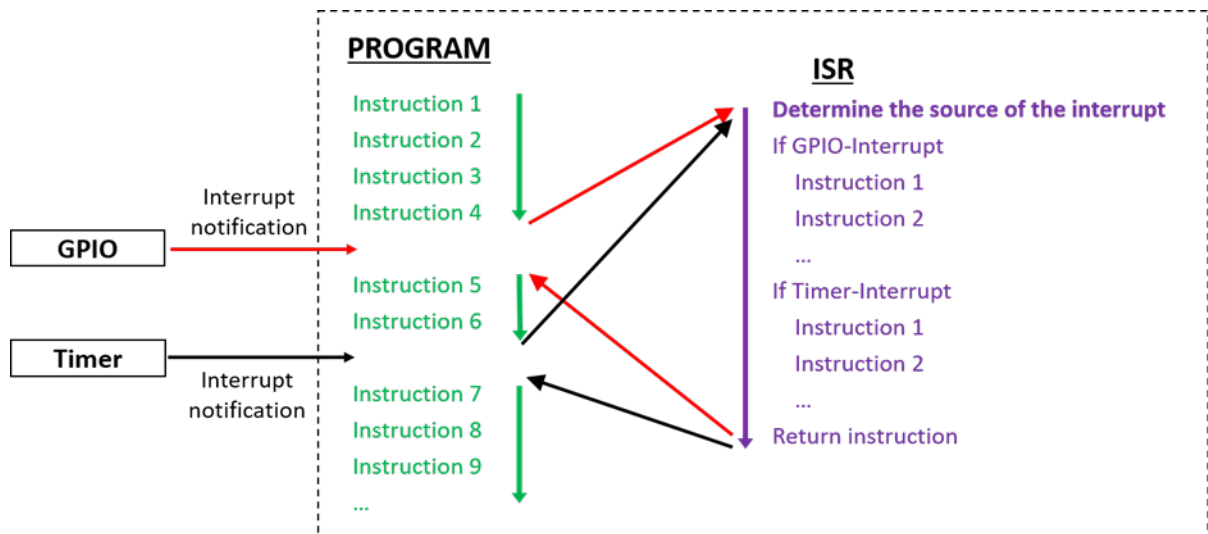 PROGRAM
Instruction 1
Instruction 2
Instruction 3
Instruction 4
Instruction 5
Instruction 6
Instruction 7
Instruction 8
Instruction 9
...
Interrupt
notification
GPIO
Timer
Interrupt
notification
ISR
Determine the source of the interrupt
If GPIO-Interrupt
Instruction 1
Instruction 2
...
If Timer-Interrupt
Instruction 1
Instruction 2
...
Return instruction